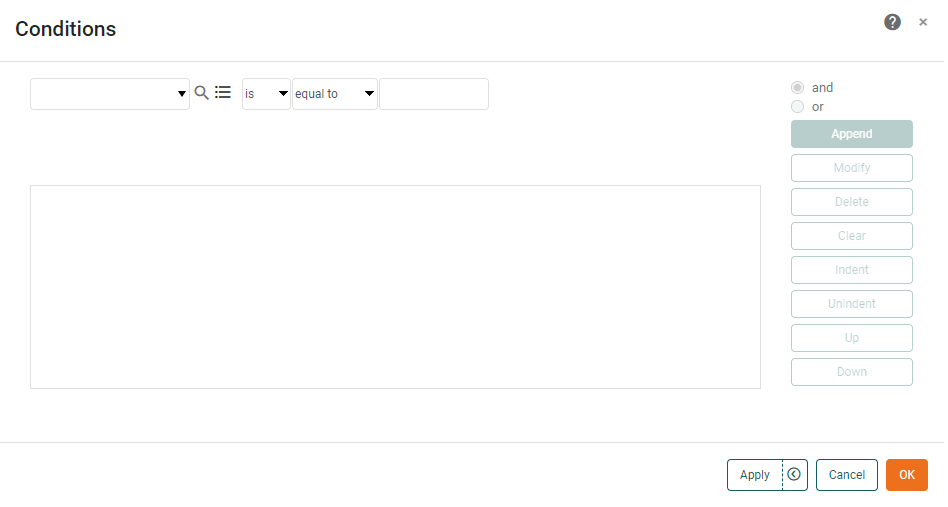 Conditions
is equal to
and
or
Append
Modify
Delete
Clear
Indent
Unindent
Up
Down
Apply Cancel OK